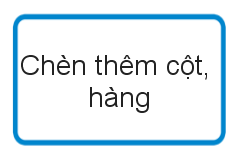 Chèn thêm cột,
hàng